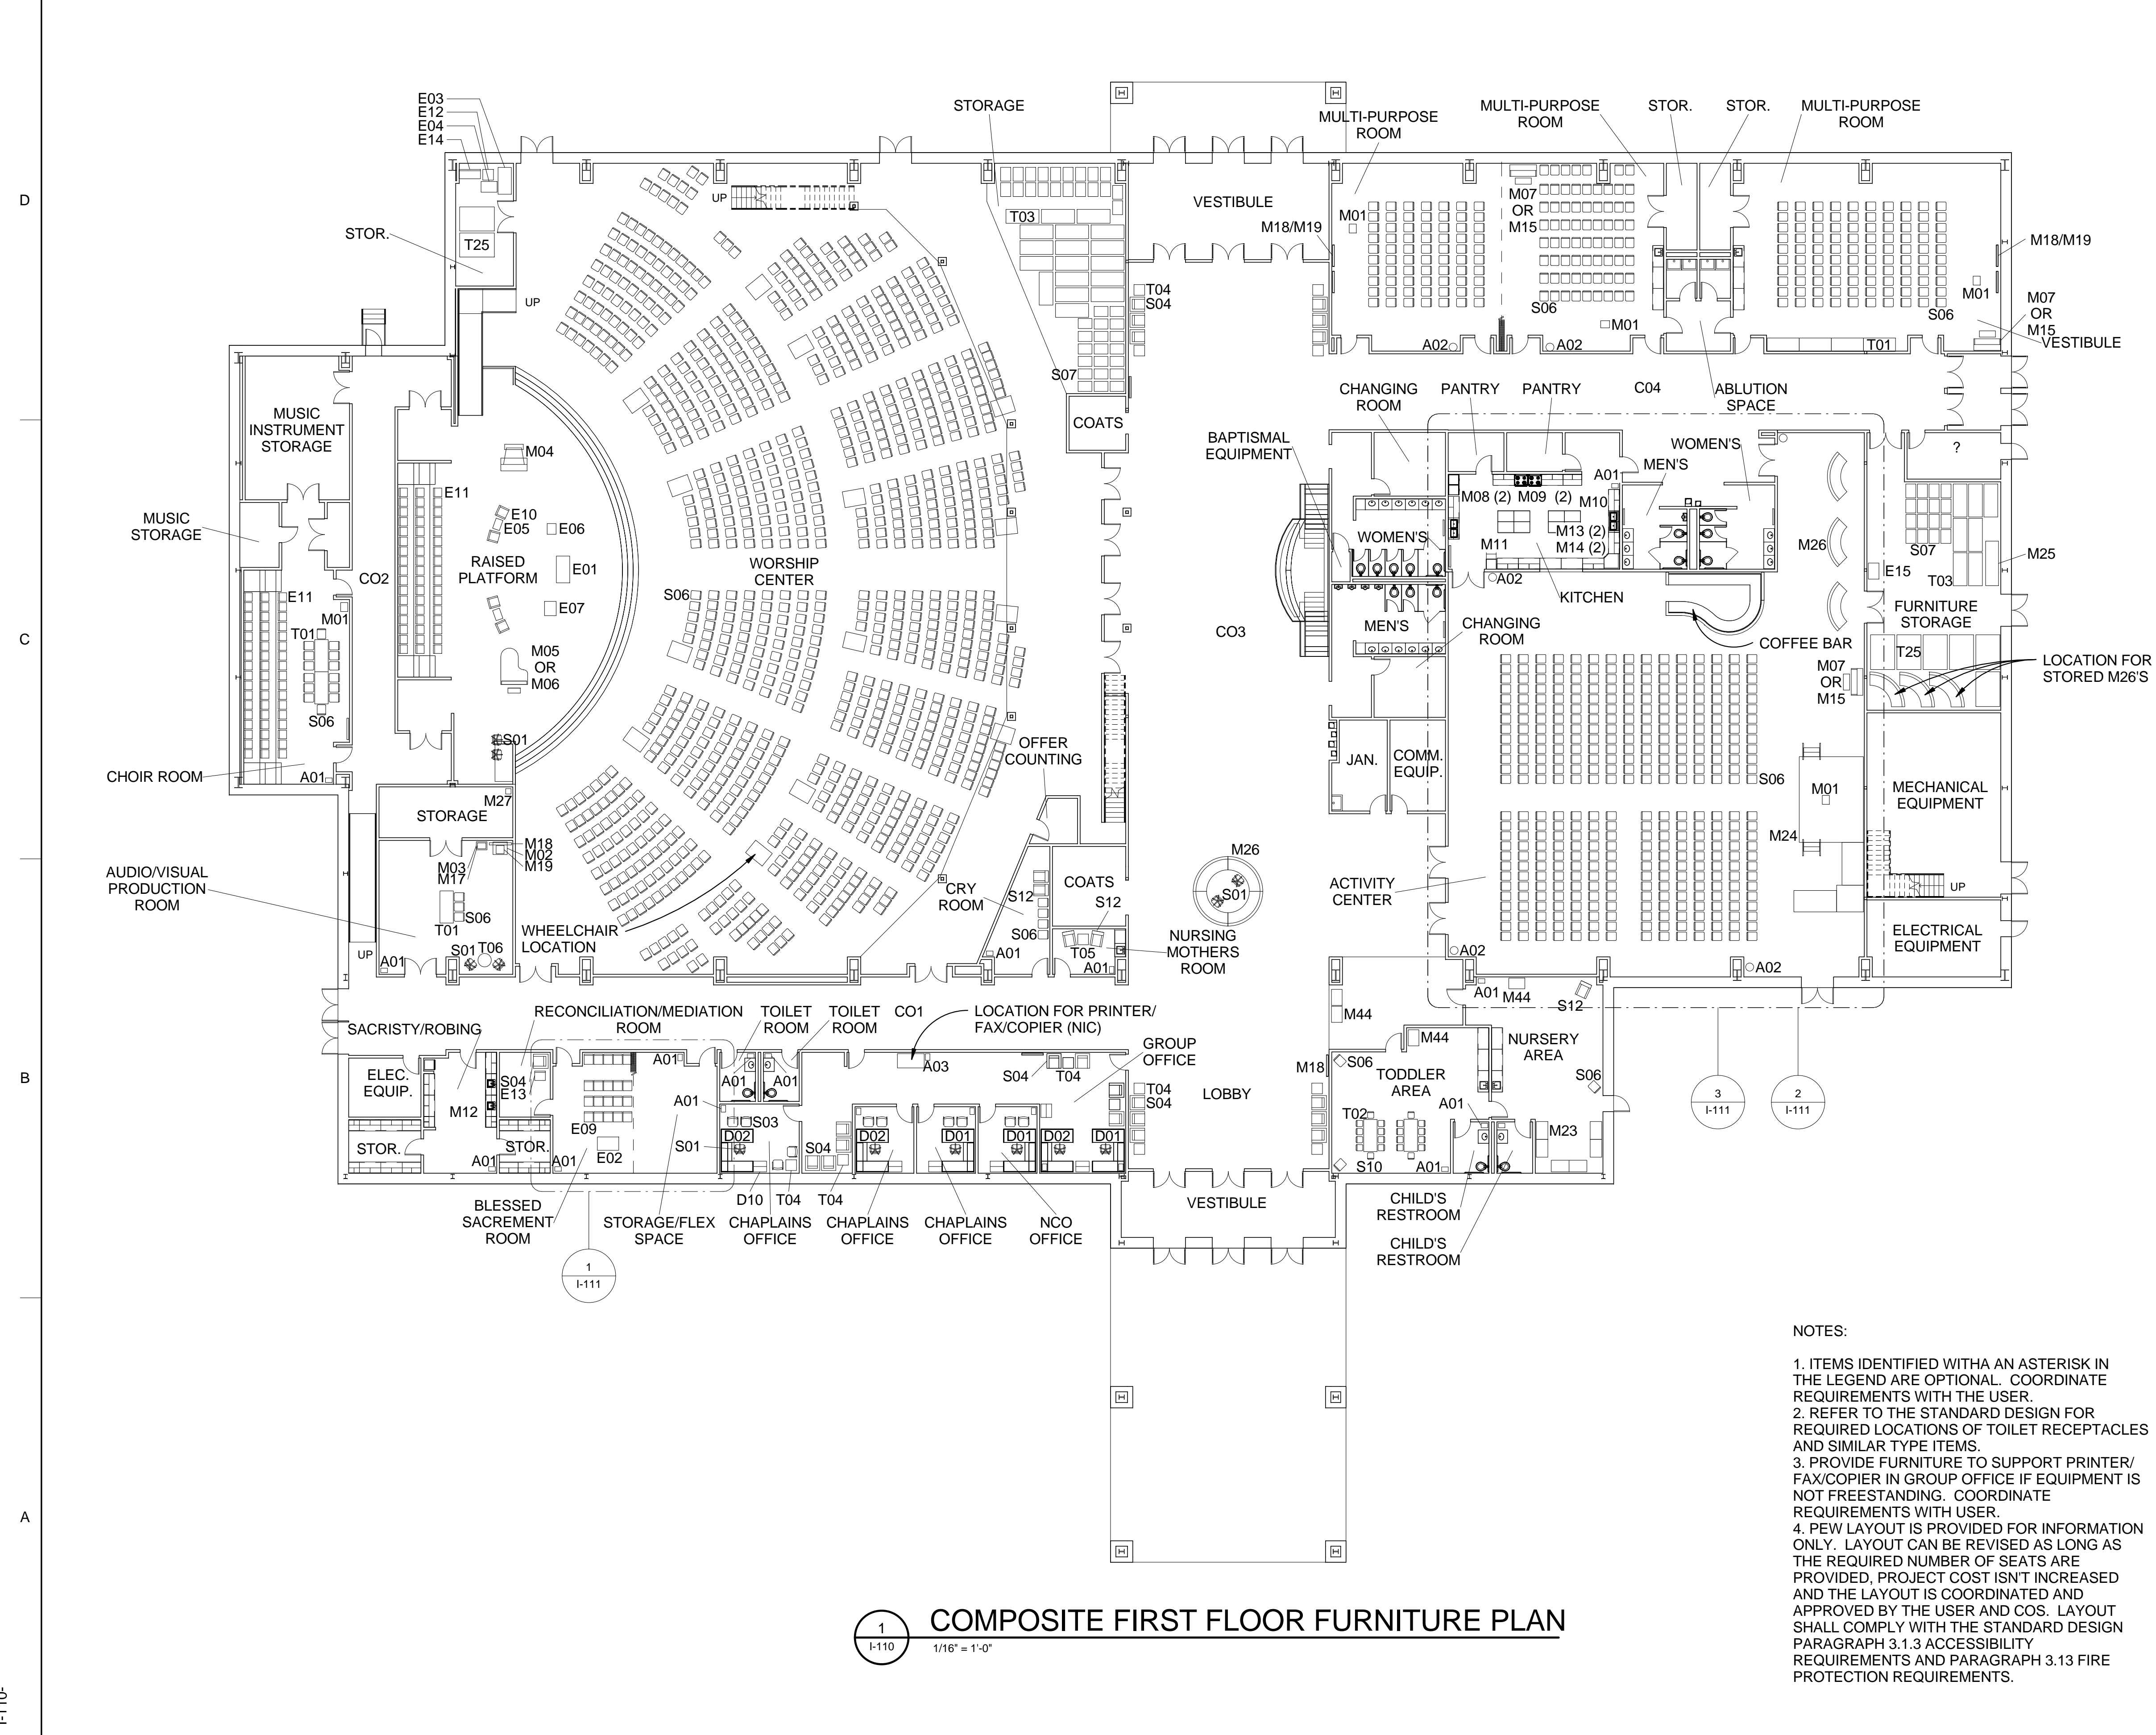 D
C
C
B
A
I-110-
E03
E12
E04
E14
STORAGE
MULTI-PURPOSE
ROOM
MULTI-PURPOSE
ROOM
STOR.
STOR.
MULTI-PURPOSE
ROOM
STOR.
T25
UP
UP
T03
VESTIBULE
M18/M19
M01
M07
OR
M15
S06
M01
A02
A02
M18/M19
M01
S06
M07
OR
M15
VESTIBULE
T01
T04
S04
S07
COATS
CHANGING
ROOM
PANTRY
PANTRY
C04
ABLUTION
SPACE
MUSIC
INSTRUMENT
STORAGE
MUSIC
STORAGE
M04
E11
E10
E05
E06
E01
E07
RAISED
PLATFORM
CO2
WORSHIP
CENTER
S06
E11
M01
T01
S06
M05
OR
M06
S01
CHOIR ROOM
A01
BAPTISMAL
EQUIPMENT
WOMEN'S
MEN'S
M08 (2)
M09 (2)
A01
M10
M13 (2)
M14 (2)
M11
A02
KITCHEN
MEN'S
WOMEN'S
M26
?
S07
T03
M25
E15
FURNITURE
STORAGE
COFFEE BAR
CHANGING
ROOM
CO3
T25
LOCATION FOR
STORED M26'S
M07
OR
M15
JAN.
COMM.
EQUIP.
S06
M01
M24
MECHANICAL
EQUIPMENT
UP
ELECTRICAL
EQUIPMENT
OFFER
COUNTING
STORAGE
M27
M18
M02
M19
M03
M17
AUDIO/VISUAL
PRODUCTION
ROOM
S06
T01
S01
T06
UP
A01
WHEELCHAIR
LOCATION
CRY
ROOM
S12
S06
A01
COATS
S12
T05
A01
NURSING
MOTHERS
ROOM
M26
S01
ACTIVITY
CENTER
A02
A02
SACRISTY/ROBING
RECONCILIATION/MEDIATION
ROOM
TOILET
ROOM
TOILET
ROOM
CO1
LOCATION FOR PRINTER/
FAX/COPIER (NIC)
GROUP
OFFICE
A03
S04
T04
ELEC.
EQUIP.
M12
STOR.
A01
S04
E13
STOR.
A01
E09
E02
A01
A01
A01
A01
S03
D02
S01
S04
D02
D01
D01
D02
D01
T04
S04
D10
T04
T04
LOBBY
M18
M44
A01
M44
S12
M44
NURSERY
AREA
S06
TODDLER
AREA
S06
A01
T02
S10
A01
M23
BLESSED
SACREMENT
ROOM
STORAGE/FLEX
SPACE
CHAPLAINS
OFFICE
CHAPLAINS
OFFICE
CHAPLAINS
OFFICE
NCO
OFFICE
VESTIBULE
CHILD'S
RESTROOM
CHILD'S
RESTROOM
3
I-111
2
I-111
1
I-111
NOTES:
1. ITEMS IDENTIFIED WITHA AN ASTERISK IN
THE LEGEND ARE OPTIONAL. COORDINATE
REQUIREMENTS WITH THE USER.
2. REFER TO THE STANDARD DESIGN FOR
REQUIRED LOCATIONS OF TOILET RECEPTACLES
AND SIMILAR TYPE ITEMS.
3. PROVIDE FURNITURE TO SUPPORT PRINTER/
FAX/COPIER IN GROUP OFFICE IF EQUIPMENT IS
NOT FREESTANDING. COORDINATE
REQUIREMENTS WITH USER.
4. PEW LAYOUT IS PROVIDED FOR INFORMATION
ONLY. LAYOUT CAN BE REVISED AS LONG AS
THE REQUIRED NUMBER OF SEATS ARE
PROVIDED, PROJECT COST ISN'T INCREASED
AND THE LAYOUT IS COORDINATED AND
APPROVED BY THE USER AND COS. LAYOUT
SHALL COMPLY WITH THE STANDARD DESIGN
PARAGRAPH 3.1.3 ACCESSIBILITY
REQUIREMENTS AND PARAGRAPH 3.13 FIRE
PROTECTION REQUIREMENTS.
1
I-110
COMPOSITE FIRST FLOOR FURNITURE PLAN
1/16" = 1'-0"